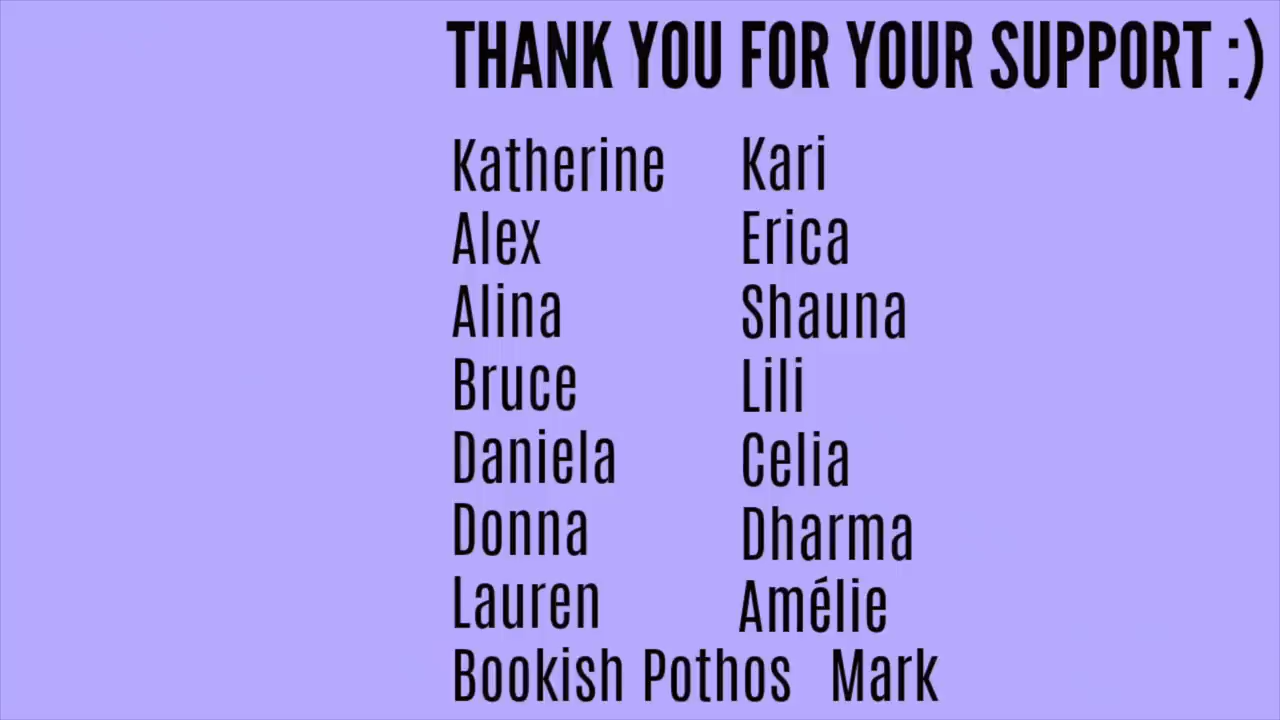 THANK YOU FOR YOUR SUPPORT :)
Katherine
Alex
Alina
Bruce
Daniela
Donna
Lauren
Bookish Pothos
Kari
Erica
Shauna
Lili
Celia
Dharma
Amélie
Mark